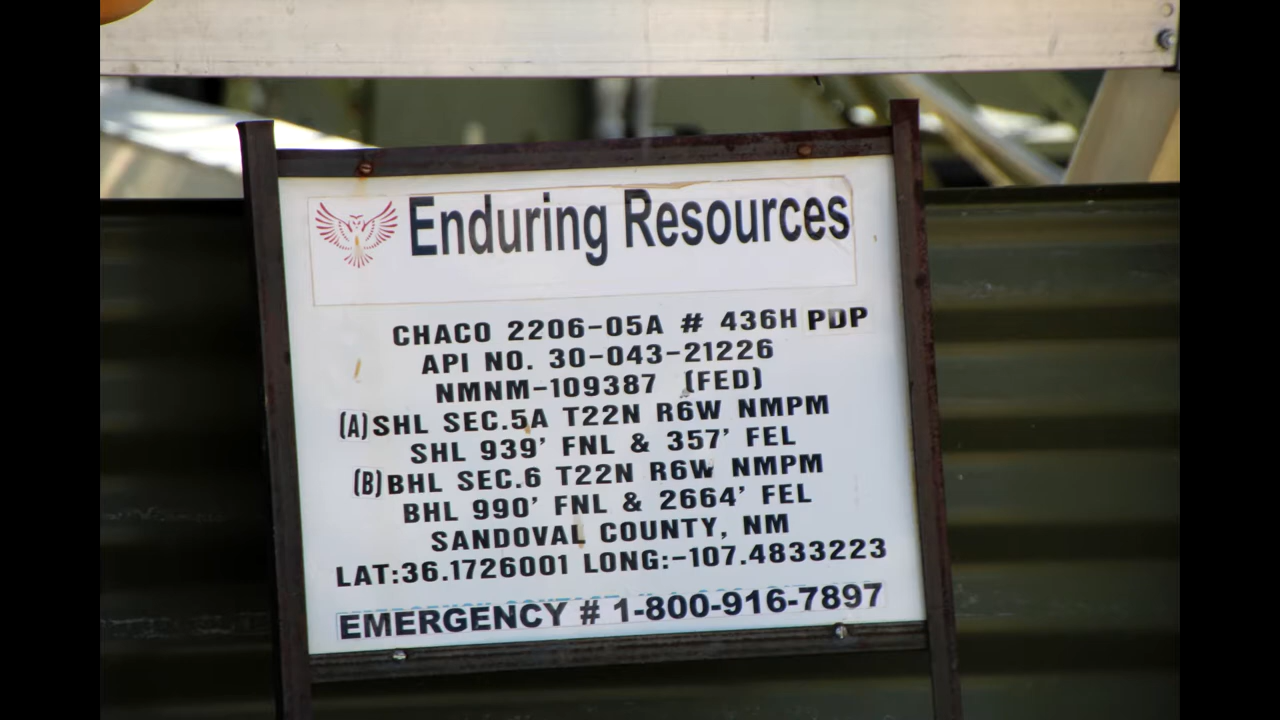 Enduring Resources
CHACO 2206-05A # 436H PDP
API NO. 30-043-21226
NMNM-109387 (FED)
(A)SHL SEC.5A T22N R6W NMPM
SHL 939' FNL & 357' FEL
(B)BHL SEC.6 T22N R6W NMPM
BHL 990' FNL & 2664' FEL
SANDOVAL COUNTY, NM
LAT:36.1726001 LONG:-107.4833223
EMERGENCY # 1-800-916-7897